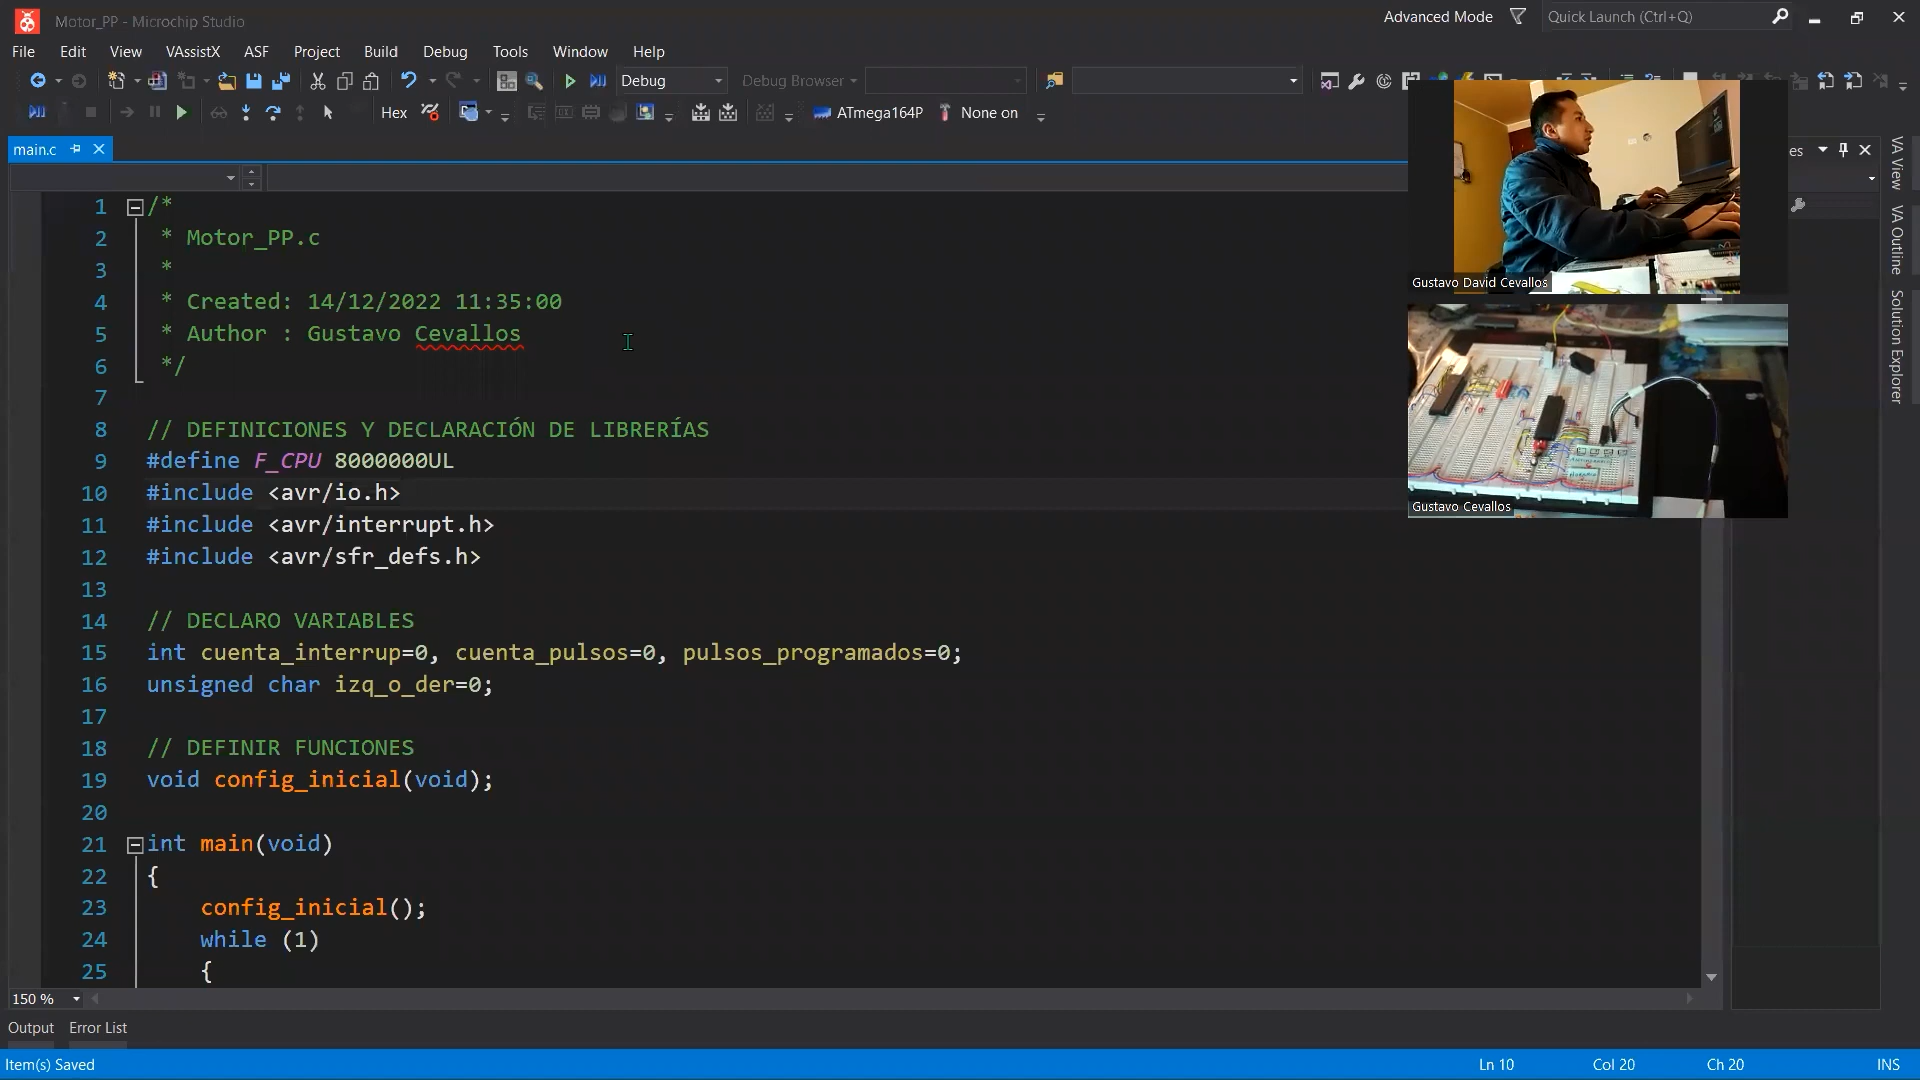 Motor_PP - Microchip Studio
Advanced Mode
Quick Launch (Ctrl+Q)
File Edit View VAssistX ASF Project Build Debug Tools Window Help
Debug
Debug Browser
Hex
ATmega164P
None on
main.c
es
VA View
VA Outline
Solution Explorer
1 /*
2 * Motor_PP.c
3 *
4 * Created: 14/12/2022 11:35:00
5 * Author : Gustavo Cevallos
6 */
7
8 // DEFINICIONES Y DECLARACIÓN DE LIBRERÍAS
9 #define F_CPU 8000000UL
10 #include <avr/io.h>
11 #include <avr/interrupt.h>
12 #include <avr/sfr_defs.h>
13
14 // DECLARO VARIABLES
15 int cuenta_interrup=0, cuenta_pulsos=0, pulsos_programados=0;
16 unsigned char izq_o_der=0;
17
18 // DEFINIR FUNCIONES
19 void config_inicial(void);
20
21 int main(void)
22 {
23 config_inicial();
24 while (1)
25 {
Gustavo David Cevallos
Gustavo Cevallos
150 %
Output Error List
Item(s) Saved
Ln 10 Col 20 Ch 20 INS